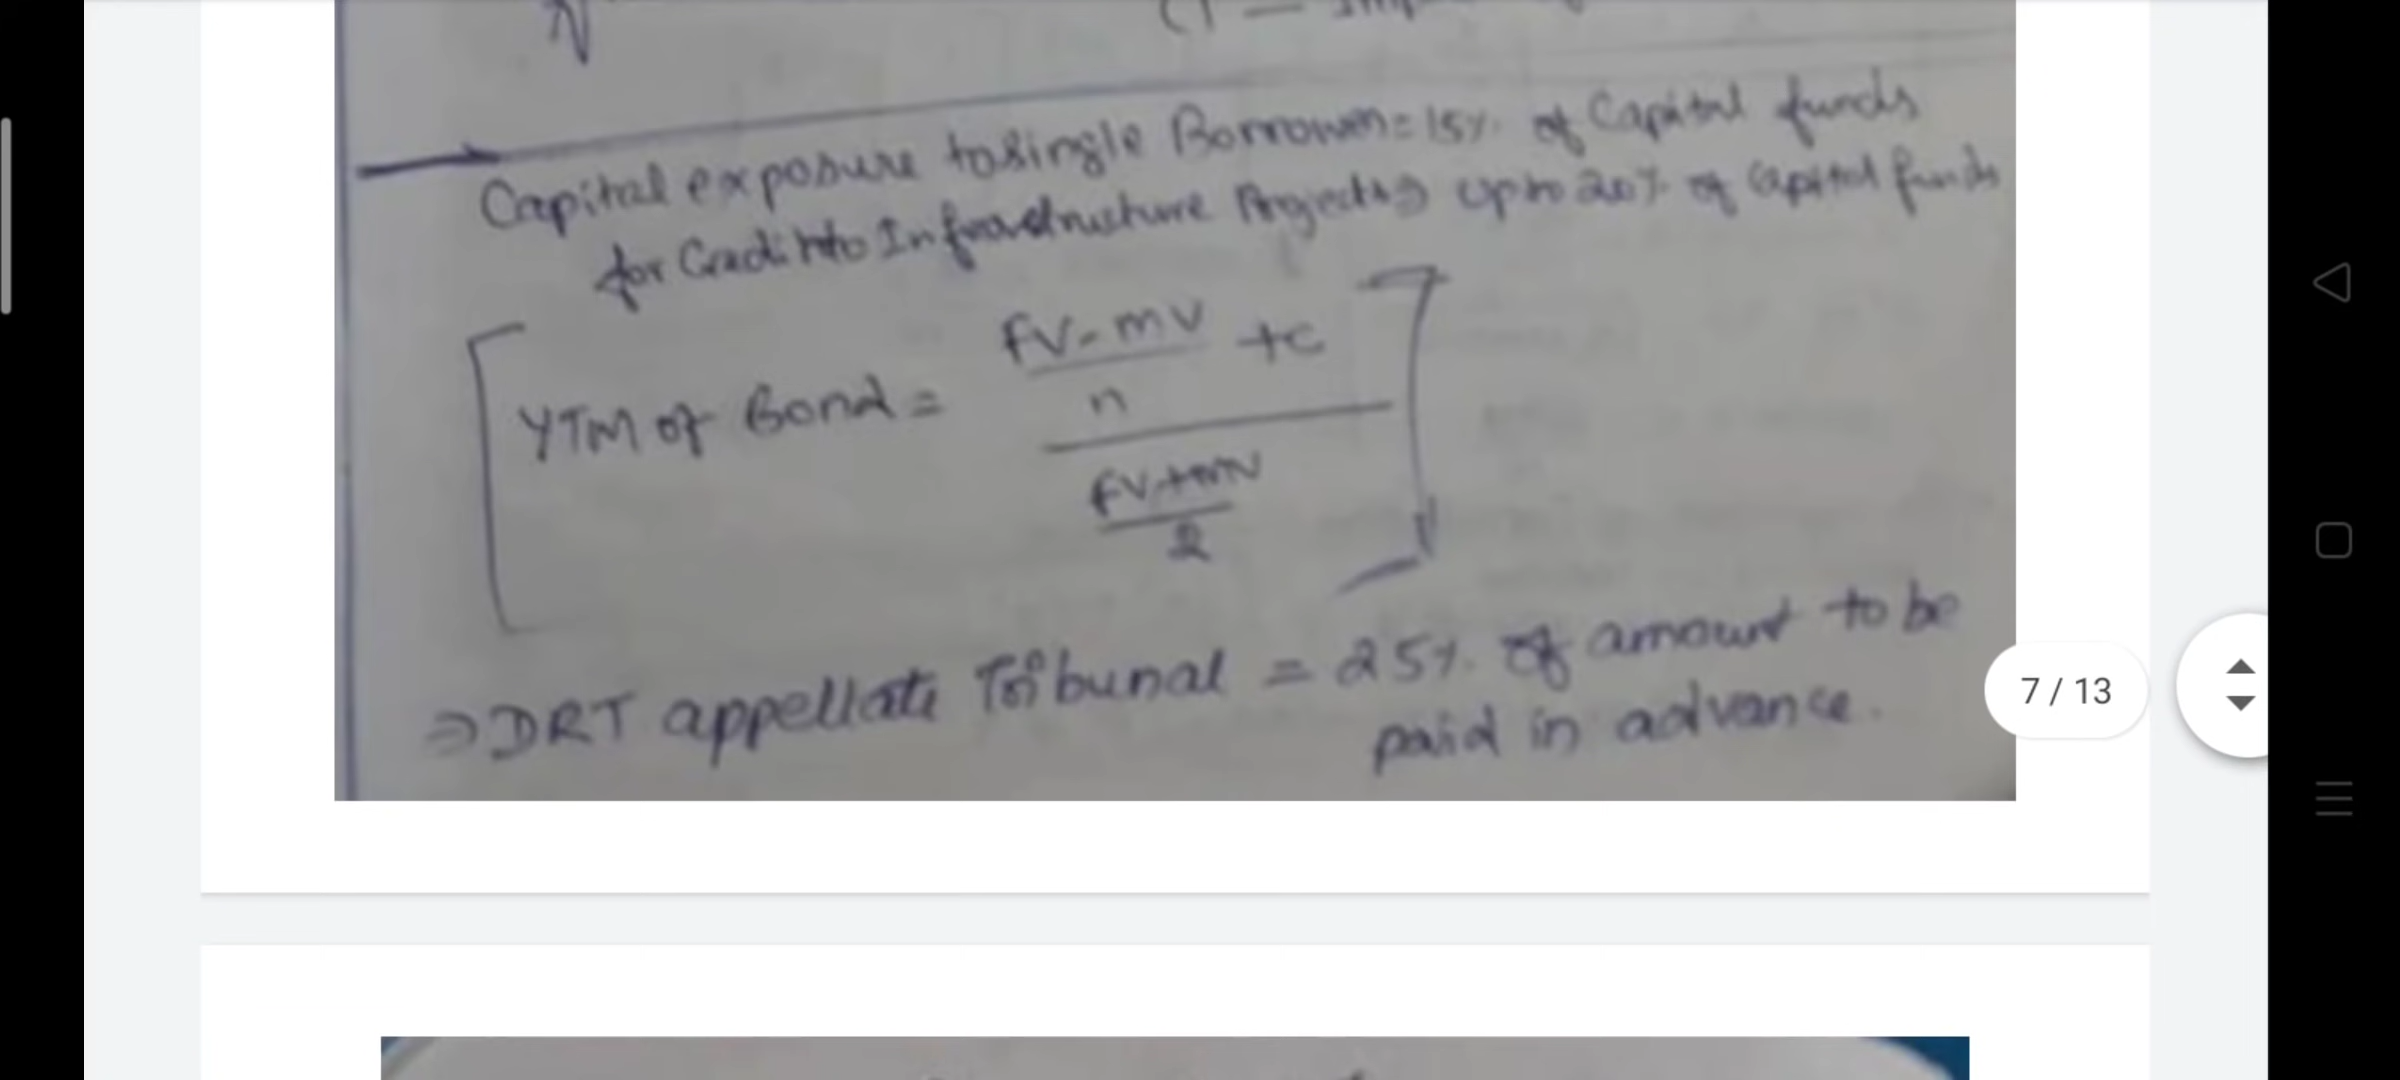 Capital exposure to single Borrower = 15% of Capital funds
for Credit to Infrastructure Projects upto 20% of Capital funds
FV - MV + C
n
YTM of Bond =
FV + MV
2
⇒ DRT appellate Tribunal = 25% of amount to be
paid in advance.
7 / 13